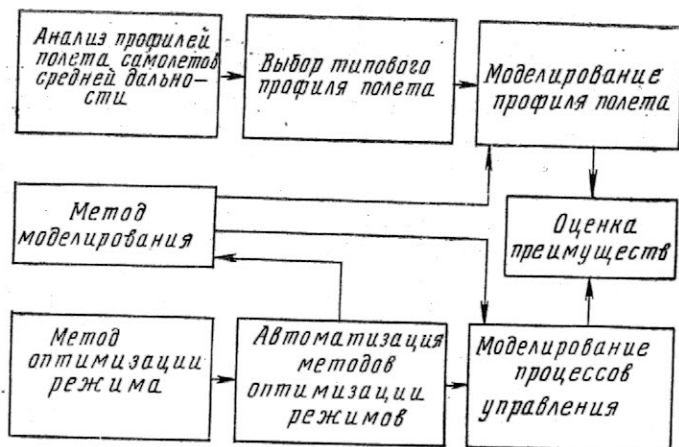 Анализ профилей
полета самолетов
средней дально-
сти
Выбор типового
профиля полета
Моделирование
профиля полета
Метод
моделирования
Оценка
преимуществ
Метод
оптимизации
режима
Автоматизация
методов
оптимизации
режимов
Моделирование
процессов
управления